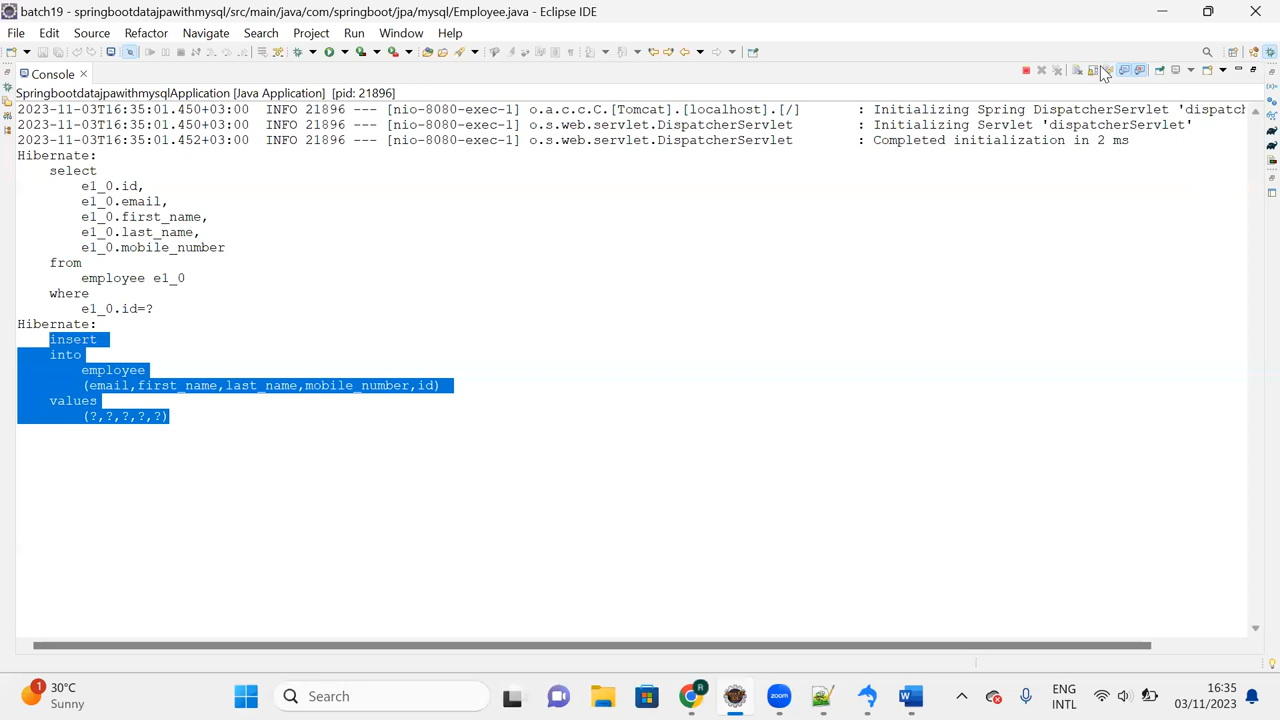 batch19 - springbootdatajpawithmysql/src/main/java/com/springboot/jpa/mysql/Employee.java - Eclipse IDE
File Edit Source Refactor Navigate Search Project Run Window Help
Console
SpringbootdatajpawithmysqlApplication [Java Application] [pid: 21896]
2023-11-03T16:35:01.450+03:00  INFO 21896 --- [nio-8080-exec-1] o.a.c.c.C.[Tomcat].[localhost].[/]       : Initializing Spring DispatcherServlet 'dispatch
2023-11-03T16:35:01.450+03:00  INFO 21896 --- [nio-8080-exec-1] o.s.web.servlet.DispatcherServlet        : Initializing Servlet 'dispatcherServlet'
2023-11-03T16:35:01.452+03:00  INFO 21896 --- [nio-8080-exec-1] o.s.web.servlet.DispatcherServlet        : Completed initialization in 2 ms
Hibernate:
select
e1_0.id,
e1_0.email,
e1_0.first_name,
e1_0.last_name,
e1_0.mobile_number
from
employee e1_0
where
e1_0.id=?
Hibernate:
insert
into
employee
(email,first_name,last_name,mobile_number,id)
values
(?,?,?,?,?)
1
30°C
Sunny
Search
R
zoom
W
ENG
INTL
16:35
03/11/2023